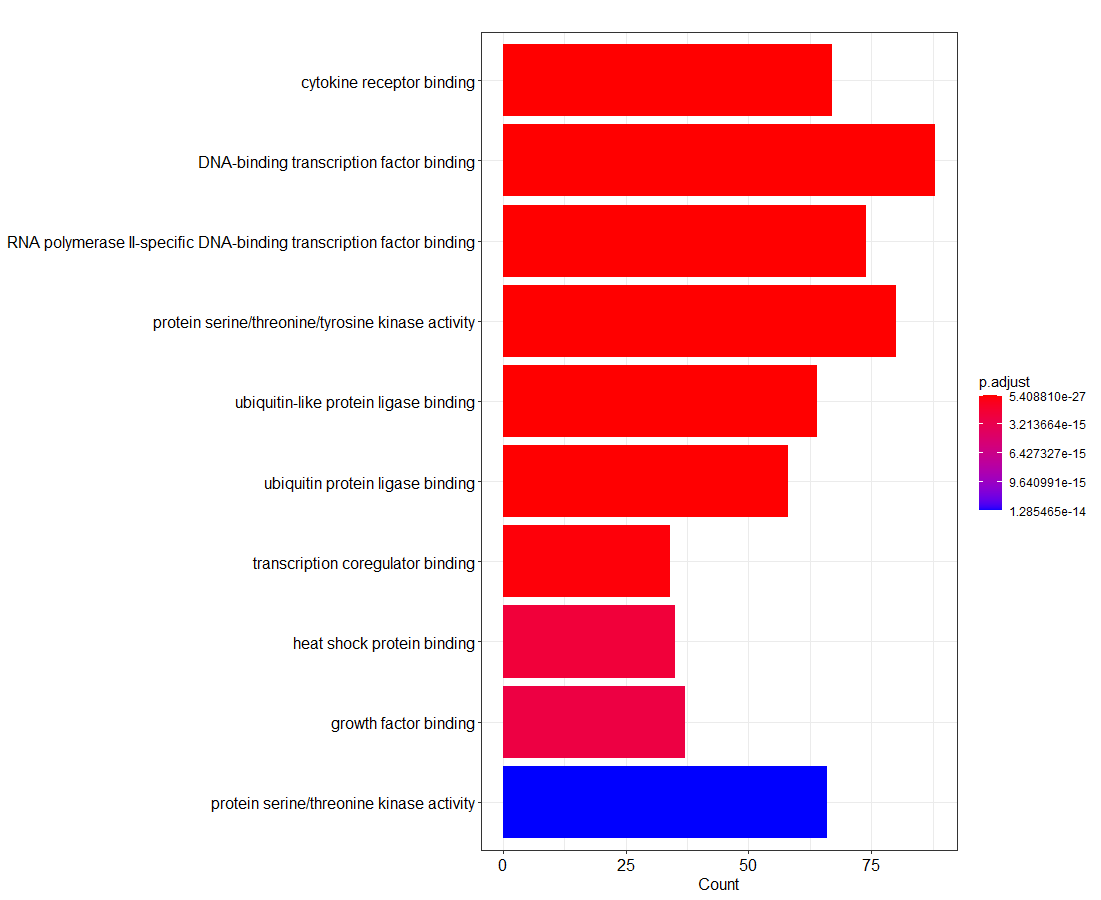 cytokine receptor binding
DNA-binding transcription factor binding
RNA polymerase II-specific DNA-binding transcription factor binding
protein serine/threonine/tyrosine kinase activity
ubiquitin-like protein ligase binding
ubiquitin protein ligase binding
transcription coregulator binding
heat shock protein binding
growth factor binding
protein serine/threonine kinase activity
0 25 50 75
Count
p.adjust
5.408810e-27
3.213664e-15
6.427327e-15
9.640991e-15
1.285465e-14